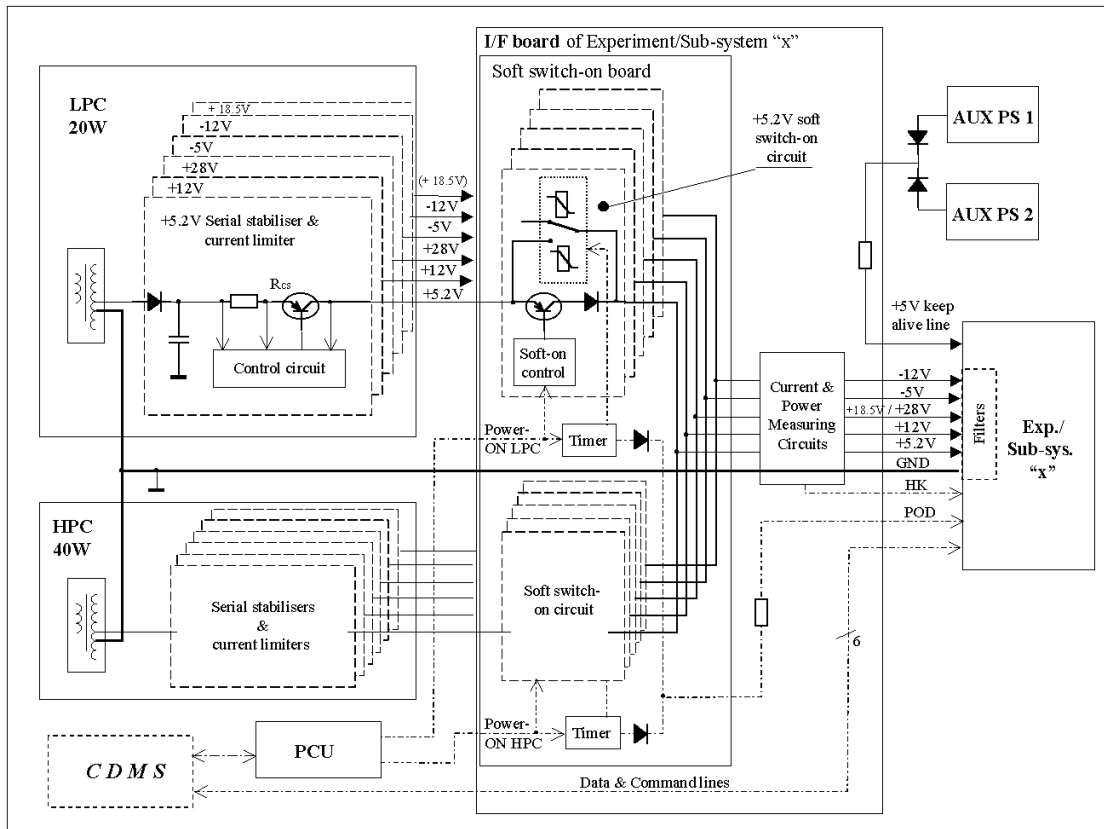 I/F board of Experiment/Sub-system “x”
Soft switch-on board
LPC
20W
+ 18.5V
-12V
-5V
+28V
+12V
+5.2V Serial stabiliser &
current limiter
RCS
Control circuit
(+ 18.5V)
-12V
-5V
+28V
+12V
+5.2V
+5.2V soft
switch-on
circuit
Soft-on
control
Power-
ON LPC
Timer
AUX PS 1
AUX PS 2
+5V keep
alive line
Current &
Power
Measuring
Circuits
-12V
-5V
+18.5V / +28V
+12V
+5.2V
GND
HK
POD
Filters
Exp./
Sub-sys.
“x”
HPC
40W
Serial stabilisers
&
current limiters
Soft switch-
on circuit
6
Power-
ON HPC
Timer
PCU
CDMS
Data & Command lines